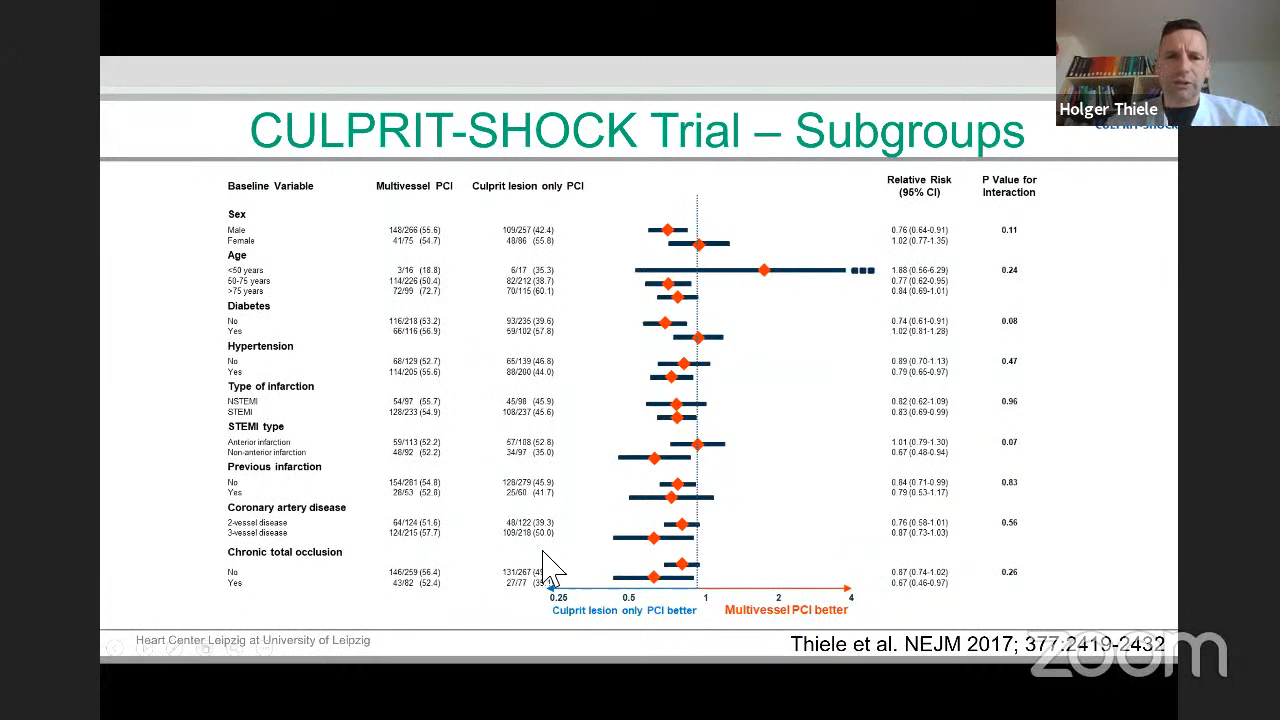 Holger Thiele
CULPRIT-SHOCK
CULPRIT-SHOCK Trial – Subgroups
Baseline Variable Multivessel PCI Culprit lesion only PCI Relative Risk (95% CI) P Value for Interaction
Sex
Male 148/266 (55.6) 109/257 (42.4) 0.76 (0.64-0.91) 0.11
Female 41/75 (54.7) 48/86 (55.8) 1.02 (0.77-1.35)
Age
<50 years 3/16 (18.8) 6/17 (35.3) 1.88 (0.56-6.29) 0.24
50-75 years 114/226 (50.4) 82/212 (38.7) 0.77 (0.62-0.95)
>75 years 72/99 (72.7) 70/115 (60.1) 0.84 (0.69-1.01)
Diabetes
No 116/218 (53.2) 93/235 (39.6) 0.74 (0.61-0.91) 0.08
Yes 66/116 (56.9) 59/102 (57.8) 1.02 (0.81-1.28)
Hypertension
No 68/129 (52.7) 65/139 (46.8) 0.89 (0.70-1.13) 0.47
Yes 114/205 (55.6) 88/200 (44.0) 0.79 (0.65-0.97)
Type of infarction
NSTEMI 54/97 (55.7) 45/98 (45.9) 0.82 (0.62-1.09) 0.96
STEMI 128/233 (54.9) 108/237 (45.6) 0.83 (0.69-0.99)
STEMI type
Anterior infarction 59/113 (52.2) 57/108 (52.8) 1.01 (0.79-1.30) 0.07
Non-anterior infarction 48/92 (52.2) 34/97 (35.0) 0.67 (0.48-0.94)
Previous infarction
No 154/281 (54.8) 128/279 (45.9) 0.84 (0.71-0.99) 0.83
Yes 28/53 (52.8) 25/60 (41.7) 0.79 (0.53-1.17)
Coronary artery disease
2-vessel disease 64/124 (51.6) 48/122 (39.3) 0.76 (0.58-1.01) 0.56
3-vessel disease 124/215 (57.7) 109/218 (50.0) 0.87 (0.73-1.03)
Chronic total occlusion
No 146/259 (56.4) 131/267 0.87 (0.74-1.02) 0.26
Yes 43/82 (52.4) 27/77 0.67 (0.46-0.97)
0.25 0.5 1 2 4
Culprit lesion only PCI better Multivessel PCI better
Heart Center Leipzig at University of Leipzig
Thiele et al. NEJM 2017; 377:2419-2432
zoom